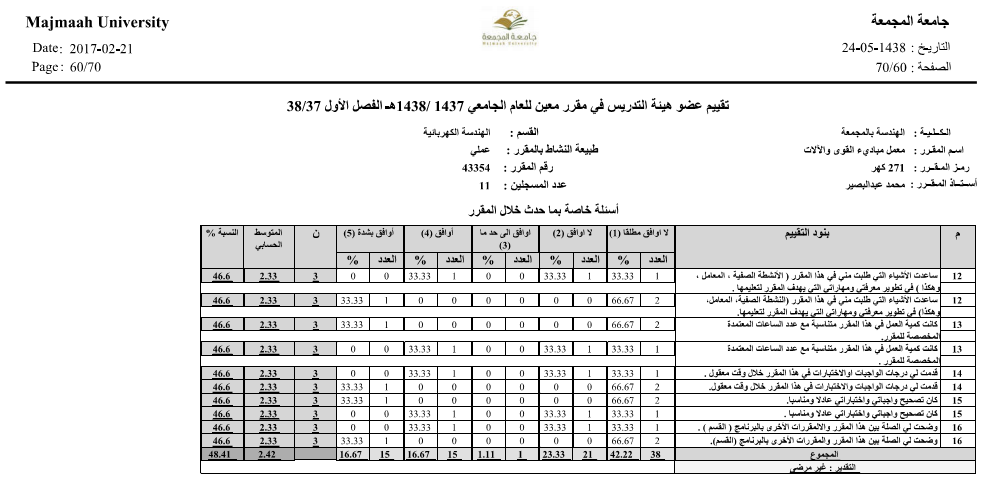 جامعة المجمعة
Majmaah University
جامعة المجمعة
Majmaah University
التاريخ : 24-05-1438
Date: 2017-02-21
الصفحة : 70/60
Page: 60/70
تقييم عضو هيئة التدريس في مقرر معين للعام الجامعي 1437 /1438هـ الفصل الأول 38/37
الكلية : الهندسة بالمجمعة القسم : الهندسة الكهربائية
اسم المقرر : معمل مباديء القوى والآلات طبيعة النشاط بالمقرر : عملي
رمز المقرر : 271 كهر رقم المقرر : 43354
أستاذ المقرر : محمد عبدالبصير عدد المسجلين : 11
أسئلة خاصة بما حدث خلال المقرر
م بنود التقييم لا اوافق مطلقا (1) لا اوافق (2) اوافق الى حد ما (3) أوافق (4) أوافق بشدة (5) ن المتوسط الحسابي النسبة %
العدد % العدد % العدد % العدد % العدد %
12 ساعدت الأشياء التي طلبت مني في هذا المقرر ( الأنشطة الصفية ، المعامل ، 1 33.33 1 33.33 0 0 1 33.33 0 0 3 2.33 46.6
وهكذا ) في تطوير معرفتي ومهاراتي التي يهدف المقرر لتعليمها .
12 ساعدت الأشياء التي طلبت مني في هذا المقرر (النشطة الصفية، المعامل، 2 66.67 0 0 0 0 0 0 1 33.33 3 2.33 46.6
وهكذا) في تطوير معرفتي ومهاراتي التي يهدف المقرر لتعليمها.
13 كانت كمية العمل في هذا المقرر متناسبة مع عدد الساعات المعتمدة 2 66.67 0 0 0 0 0 0 1 33.33 3 2.33 46.6
المخصصة للمقرر.
13 كانت كمية العمل في هذا المقرر متناسبة مع عدد الساعات المعتمدة 1 33.33 1 33.33 0 0 1 33.33 0 0 3 2.33 46.6
المخصصة للمقرر .
14 قدمت لي درجات الواجبات اوالاختبارات في هذا المقرر خلال وقت معقول . 1 33.33 1 33.33 0 0 1 33.33 0 0 3 2.33 46.6
14 قدمت لي درجات الواجبات والاختبارات في هذا المقرر خلال وقت معقول. 2 66.67 0 0 0 0 0 0 1 33.33 3 2.33 46.6
15 كان تصحيح واجباتي واختباراتي عادلا ومناسبا. 2 66.67 0 0 0 0 0 0 1 33.33 3 2.33 46.6
15 كان تصحيح واجباتي واختباراتي عادلا ومناسبا . 1 33.33 1 33.33 0 0 1 33.33 0 0 3 2.33 46.6
16 وضحت لي الصلة بين هذا المقرر والامقررات الأخرى بالبرنامج ( القسم ) . 1 33.33 1 33.33 0 0 1 33.33 0 0 3 2.33 46.6
16 وضحت لي الصلة بين هذا المقرر والمقررات الأخرى بالبرنامج (القسم). 2 66.67 0 0 0 0 0 0 1 33.33 3 2.33 46.6
المجموع 38 42.22 21 23.33 1 1.11 15 16.67 15 16.67 2.42 48.41
التقدير : غير مرضي